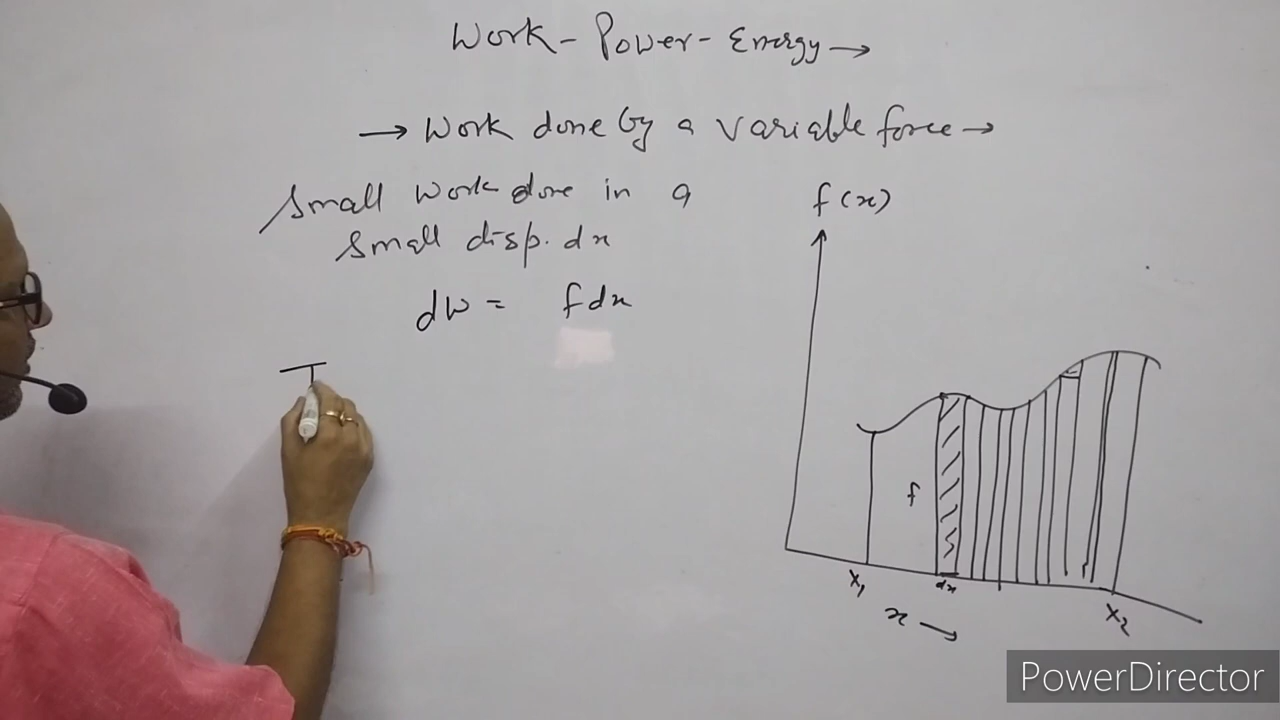 Work - Power - Energy →
→ Work done by a variable force →
Small work done in a
small disp. dx
dw = fdx
T
f(x)
f
x₁
dx
x₂
x →
PowerDirector